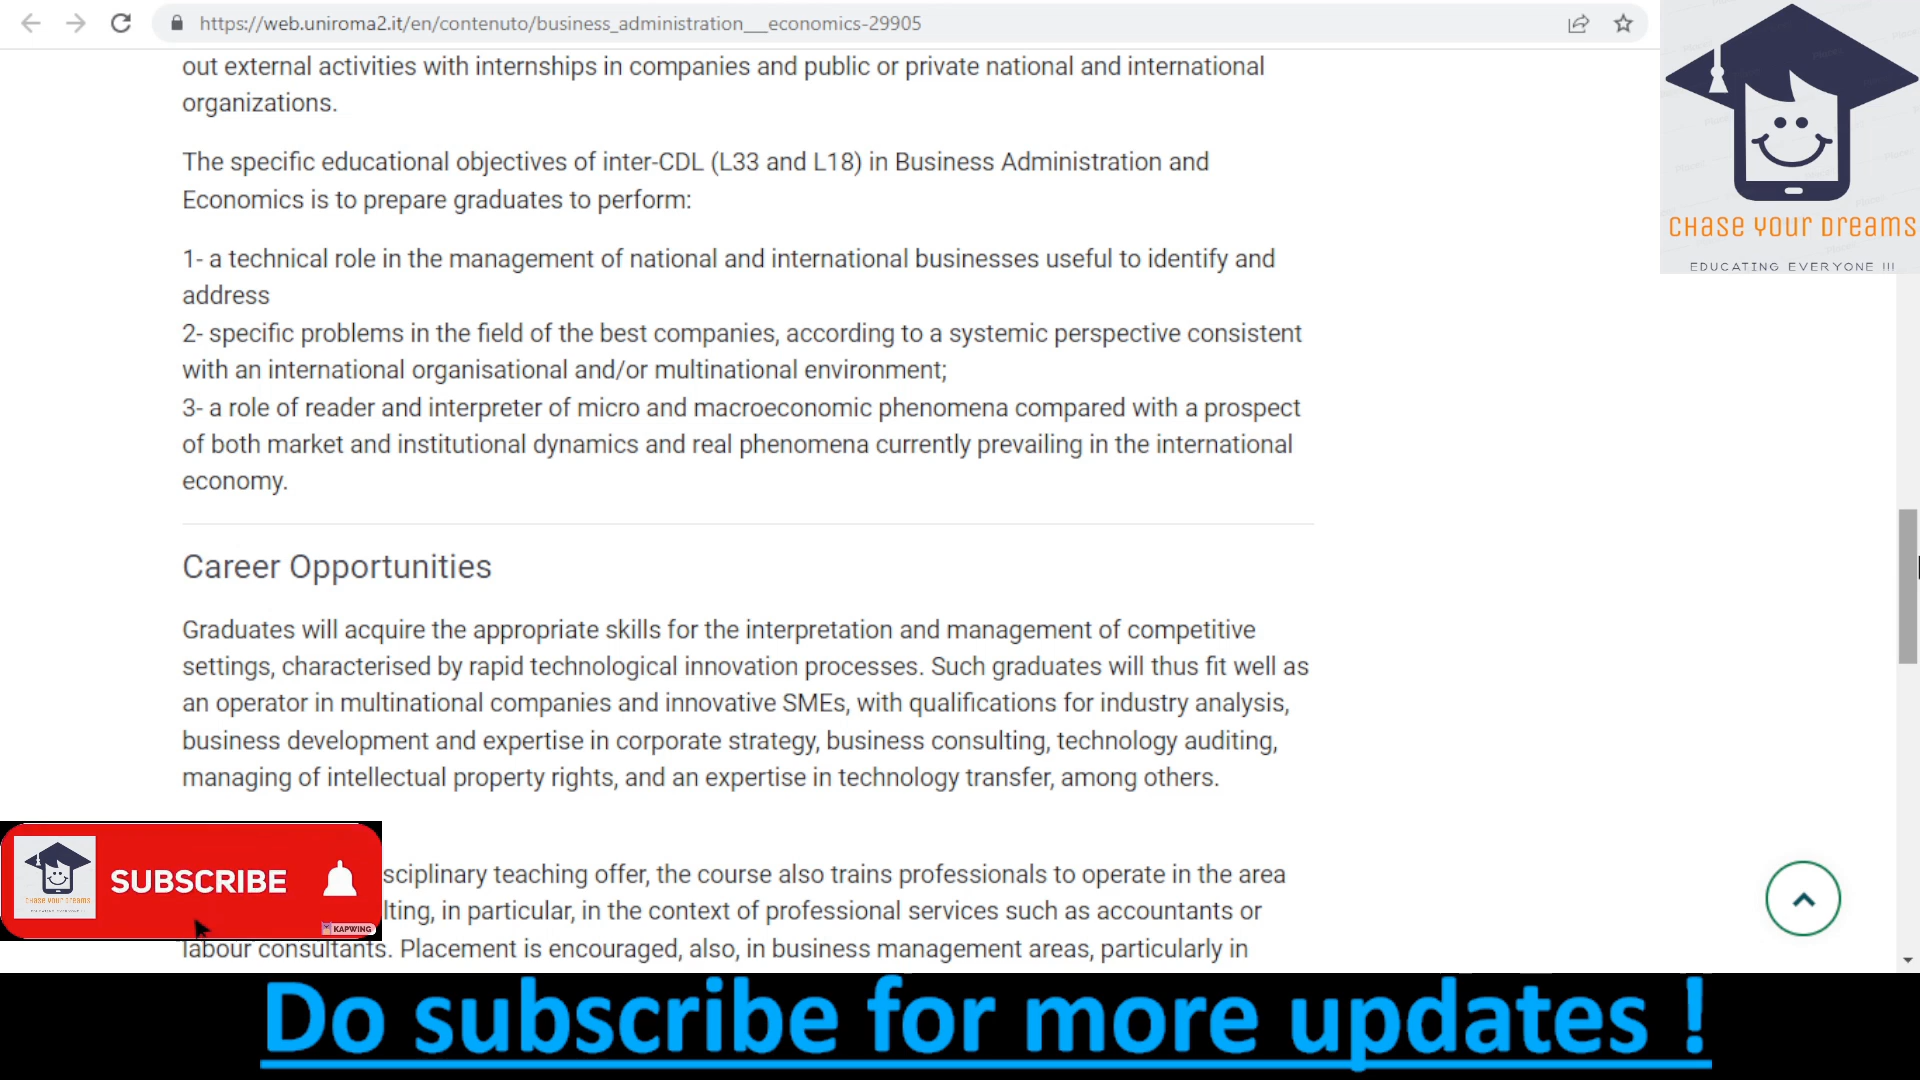 https://web.uniroma2.it/en/contenuto/business_administration__economics-29905
out external activities with internships in companies and public or private national and international
organizations.
The specific educational objectives of inter-CDL (L33 and L18) in Business Administration and
Economics is to prepare graduates to perform:
1- a technical role in the management of national and international businesses useful to identify and
address
2- specific problems in the field of the best companies, according to a systemic perspective consistent
with an international organisational and/or multinational environment;
3- a role of reader and interpreter of micro and macroeconomic phenomena compared with a prospect
of both market and institutional dynamics and real phenomena currently prevailing in the international
economy.
Career Opportunities
Graduates will acquire the appropriate skills for the interpretation and management of competitive
settings, characterised by rapid technological innovation processes. Such graduates will thus fit well as
an operator in multinational companies and innovative SMEs, with qualifications for industry analysis,
business development and expertise in corporate strategy, business consulting, technology auditing,
managing of intellectual property rights, and an expertise in technology transfer, among others.
sciplinary teaching offer, the course also trains professionals to operate in the area
lting, in particular, in the context of professional services such as accountants or
labour consultants. Placement is encouraged, also, in business management areas, particularly in
CHASE YOUR DREAMS
EDUCATING EVERYONE !!!
SUBSCRIBE
CHASE YOUR DREAMS
KAPWING
Do subscribe for more updates !